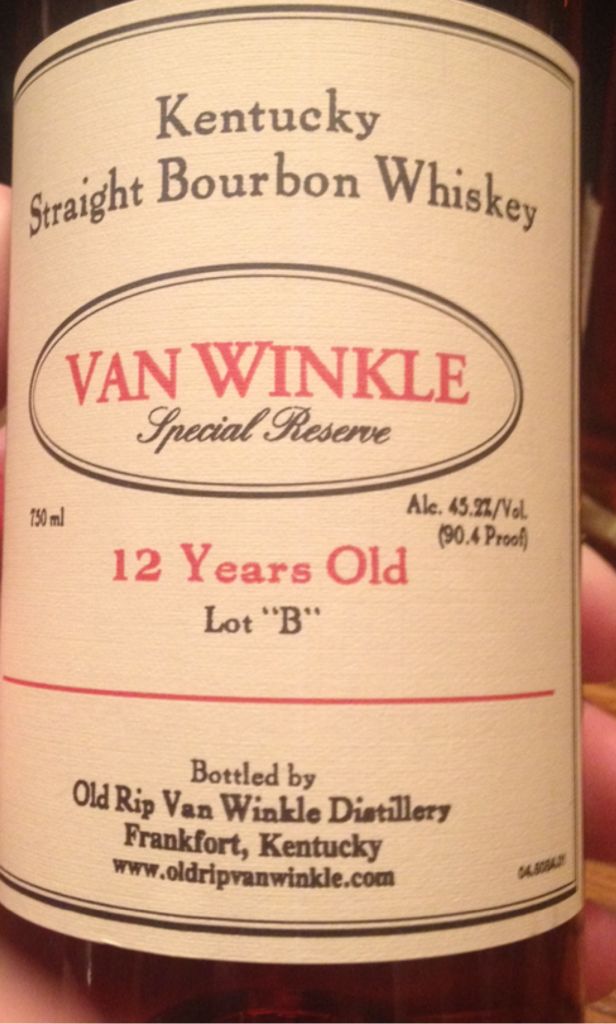 Kentucky
Straight Bourbon Whiskey
VAN WINKLE
Special Reserve
750 ml
Alc. 45.2%/Vol.
(90.4 Proof)
12 Years Old
Lot "B"
Bottled by
Old Rip Van Winkle Distillery
Frankfort, Kentucky
www.oldripvanwinkle.com